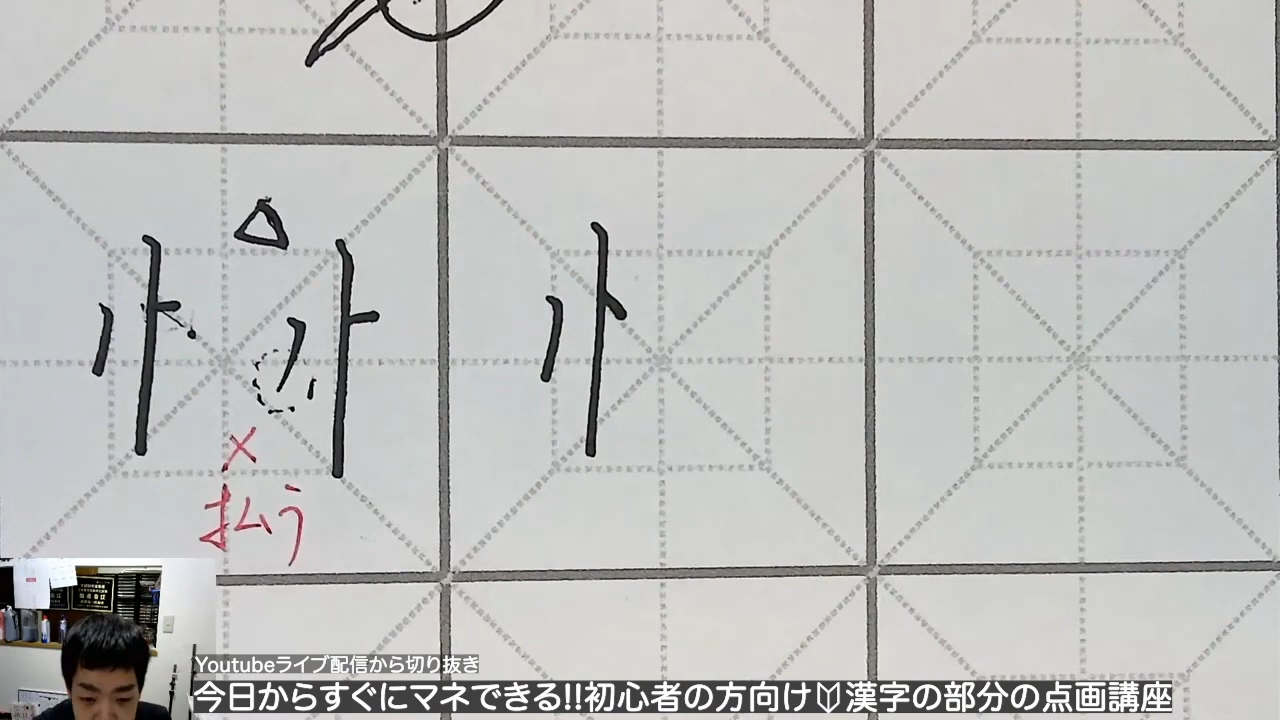 △
忄 忄 忄
×
払う
Youtubeライブ配信から切り抜き
今日からすぐにマネできる!!初心者の方向け🔰漢字の部分の点画講座